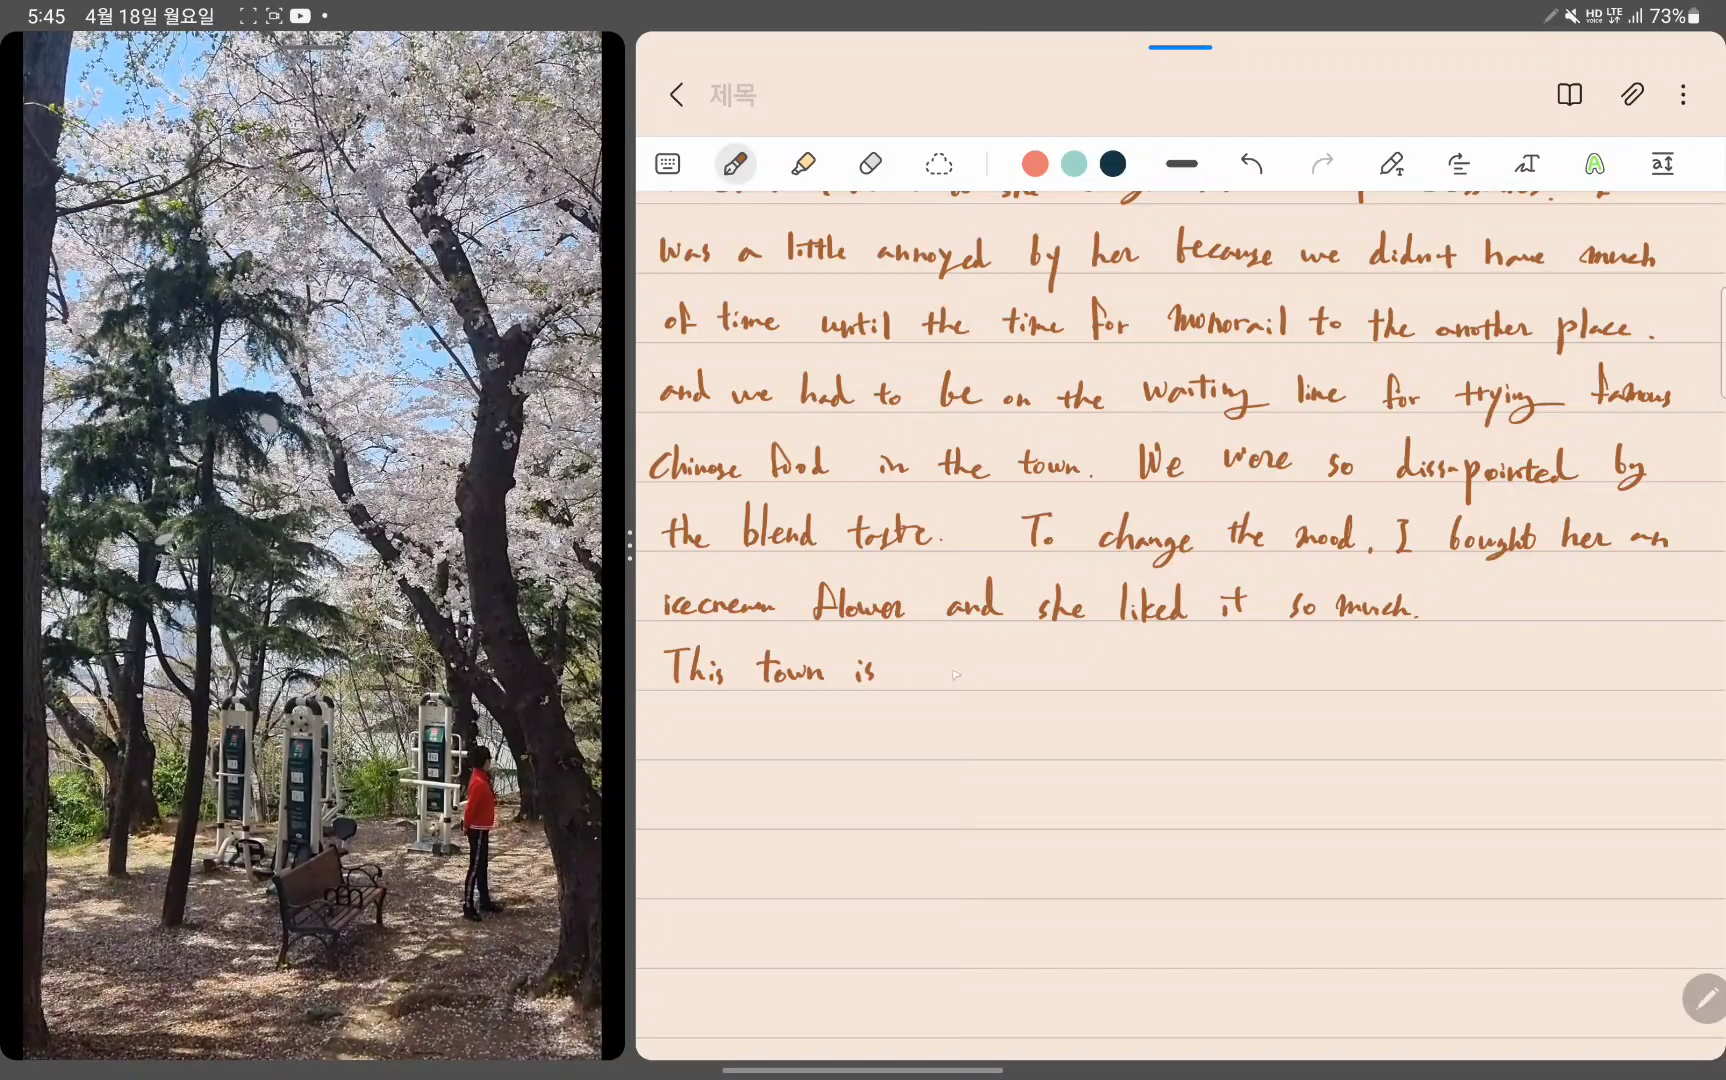 5:45 4월 18일 월요일
HD voice LTE 73%
제목
was a little annoyed by her because we didn't have much
of time until the time for monorail to the another place.
and we had to be on the waiting line for trying famous
Chinese food in the town. We were so dissapointed by
the blend taste. To change the mood, I bought her an
icecream flower and she liked it so much.
This town is